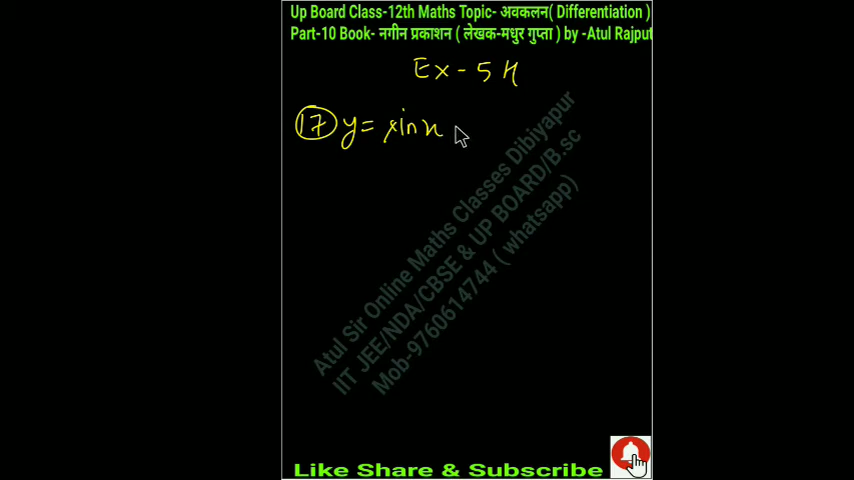 Up Board Class-12th Maths Topic- अवकलन( Differentiation )
Part-10 Book- नगीन प्रकाशन ( लेखक-मधुर गुप्ता ) by -Atul Rajput
Ex - 5 H
17 y = sin x
Atul Sir Online Maths Classes Dibiyapur
IIT JEE/NDA/CBSE & UP BOARD/B.sc
Mob-9760614744 ( whatsapp)
Like Share & Subscribe